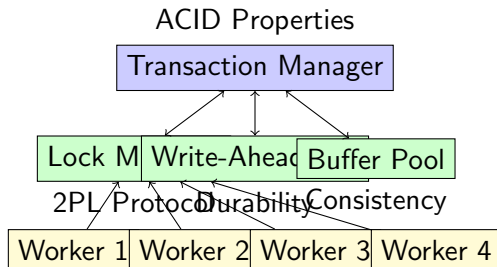 ACID Properties
Transaction Manager
Lock M Write-Ahead Buffer Pool
2PL Protocol Durability Consistency
Worker 1 Worker 2 Worker 3 Worker 4